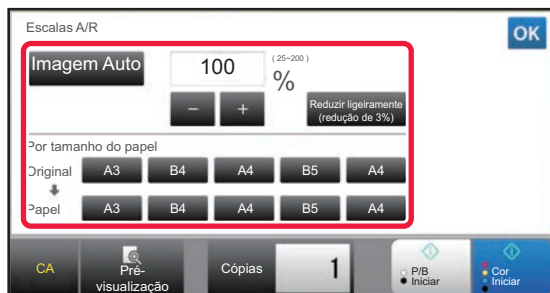 Escalas A/R
OK
Imagem Auto
100
( 25~200 )
%
−
+
Reduzir ligeiramente
(redução de 3%)
Por tamanho do papel
Original A3 B4 A4 B5 A4
Papel A3 B4 A4 B5 A4
CA
Pré-
visualização
Cópias
1
P/B
Iniciar
Cor
Iniciar